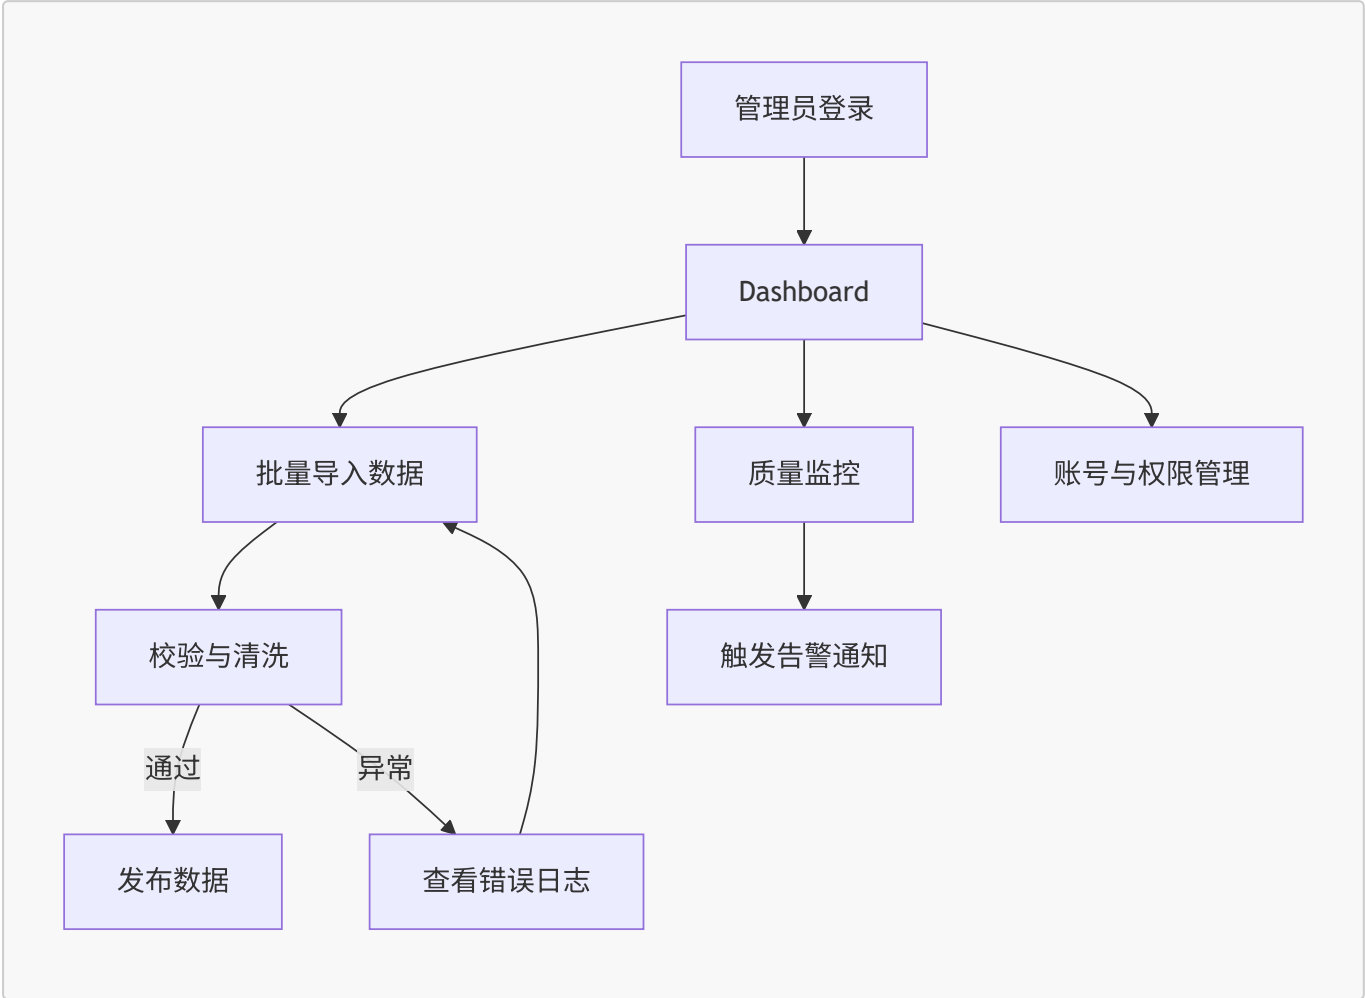 管理员登录
Dashboard
批量导入数据
质量监控
账号与权限管理
校验与清洗
触发告警通知
通过
异常
发布数据
查看错误日志